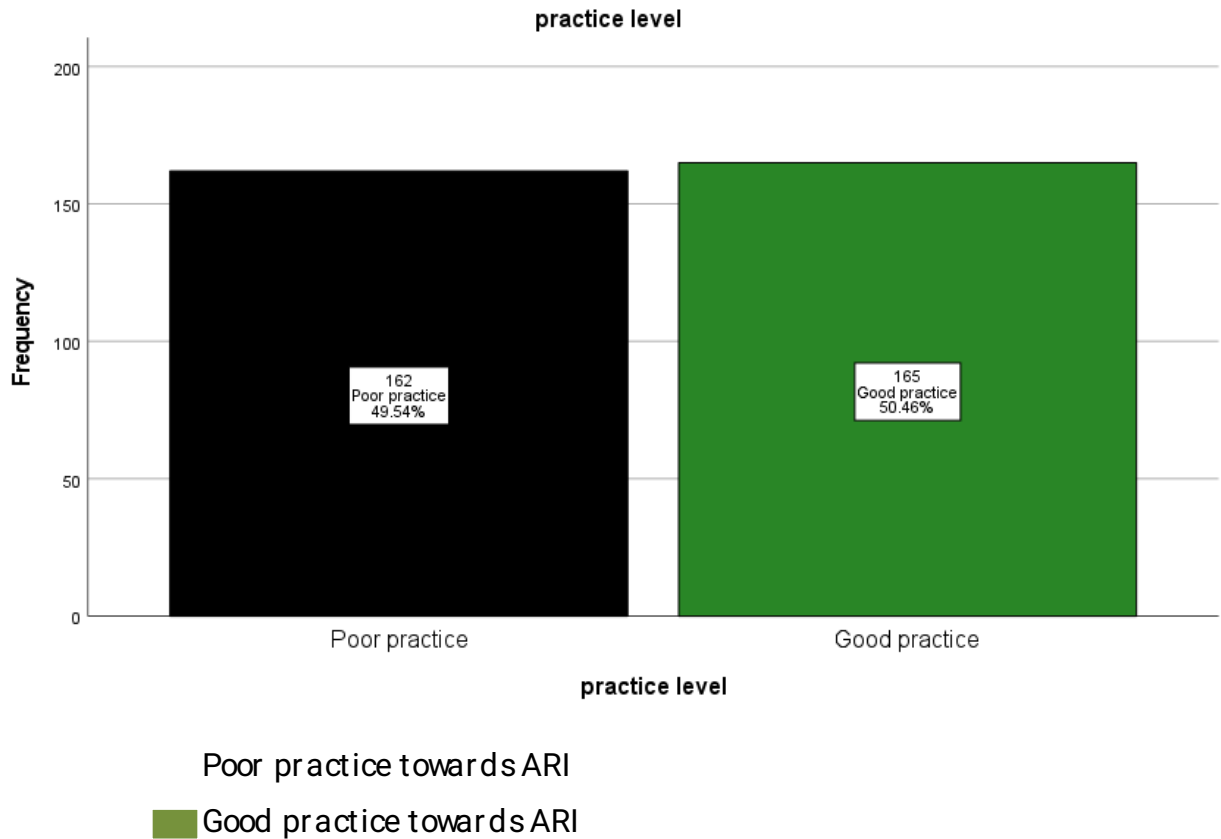 practice level
200
150
100
50
0
Frequency
162
Poor practice
49.54%
165
Good practice
50.46%
Poor practice
Good practice
practice level
Poor practice towards ARI
Good practice towards ARI